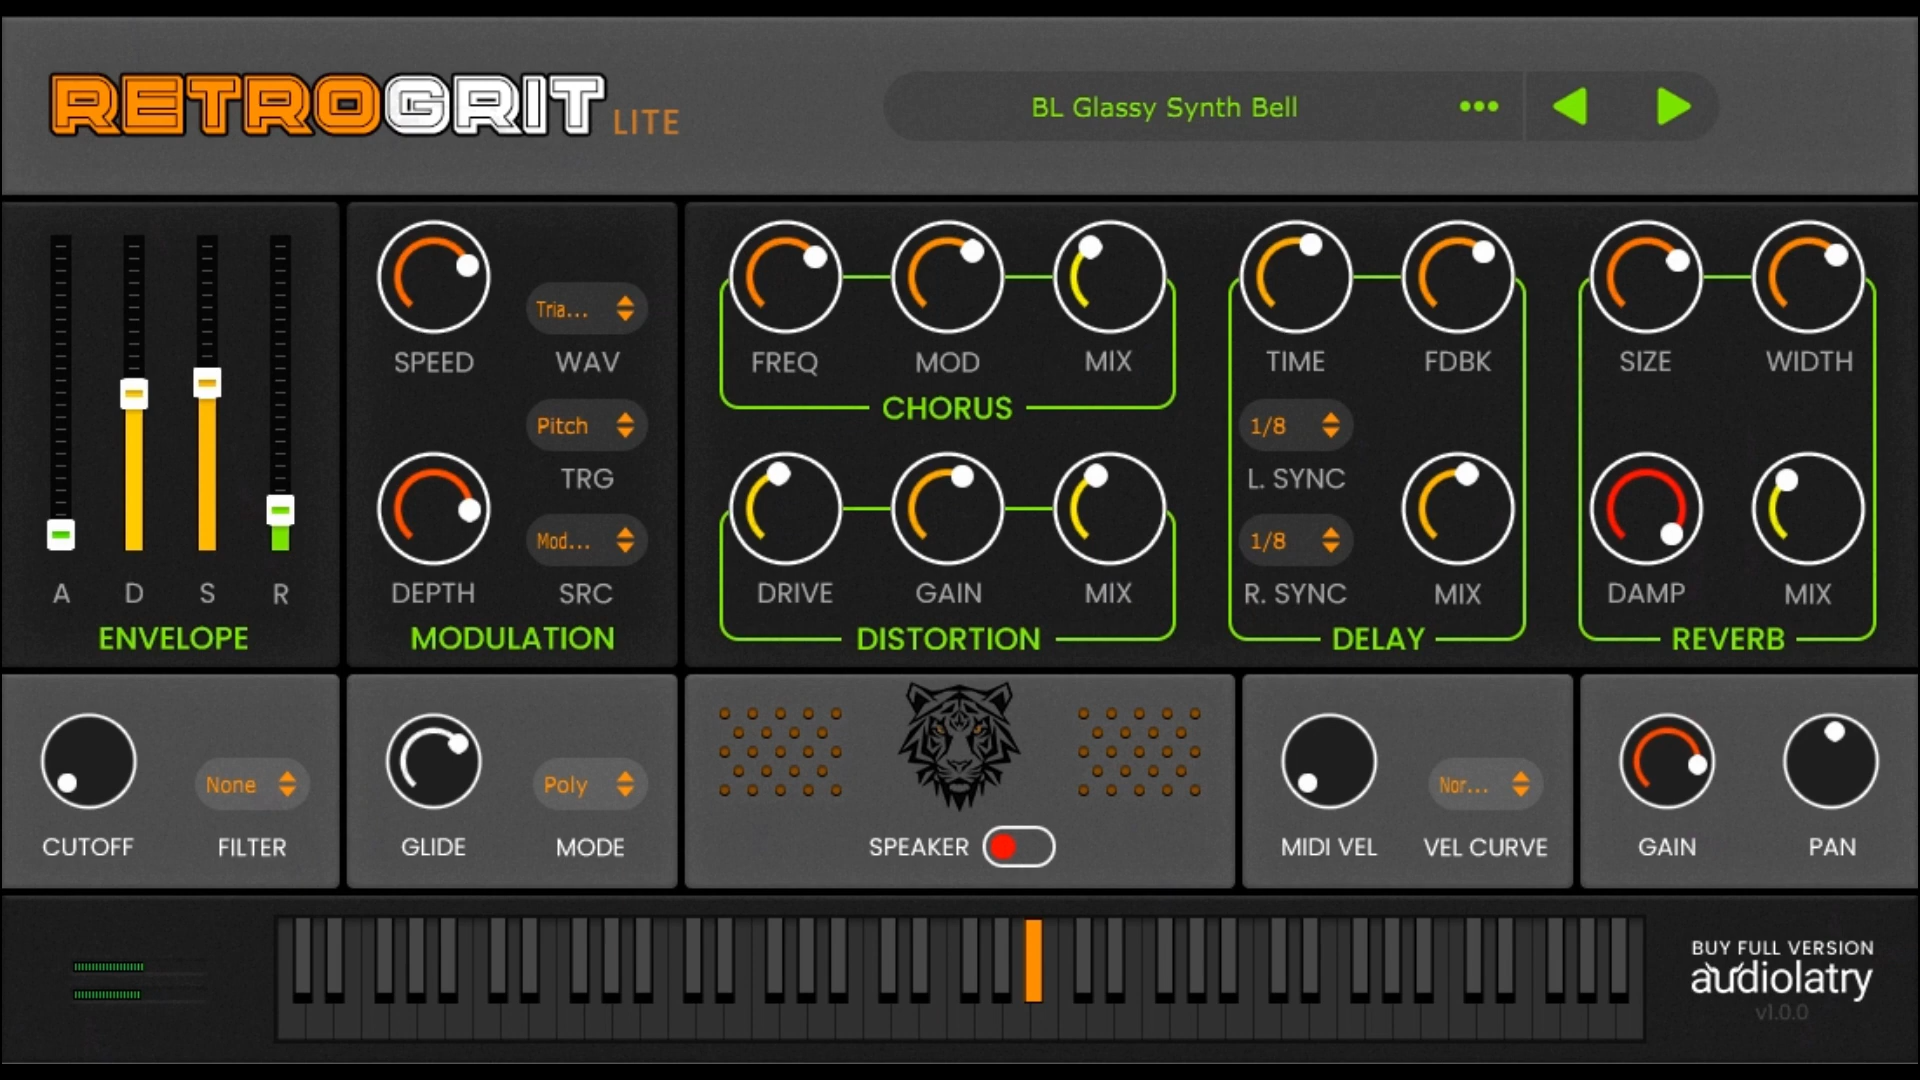 RETROGRIT LITE
BL Glassy Synth Bell
SPEED
Tria...
WAV
Pitch
TRG
DEPTH
Mod...
SRC
A D S R
ENVELOPE
MODULATION
FREQ MOD MIX
CHORUS
DRIVE GAIN MIX
DISTORTION
TIME FDBK
1/8
L. SYNC
1/8
R. SYNC MIX
DELAY
SIZE WIDTH
DAMP MIX
REVERB
None
CUTOFF FILTER
Poly
GLIDE MODE
SPEAKER
Nor...
MIDI VEL VEL CURVE
GAIN PAN
BUY FULL VERSION
audiolatry
v1.0.0